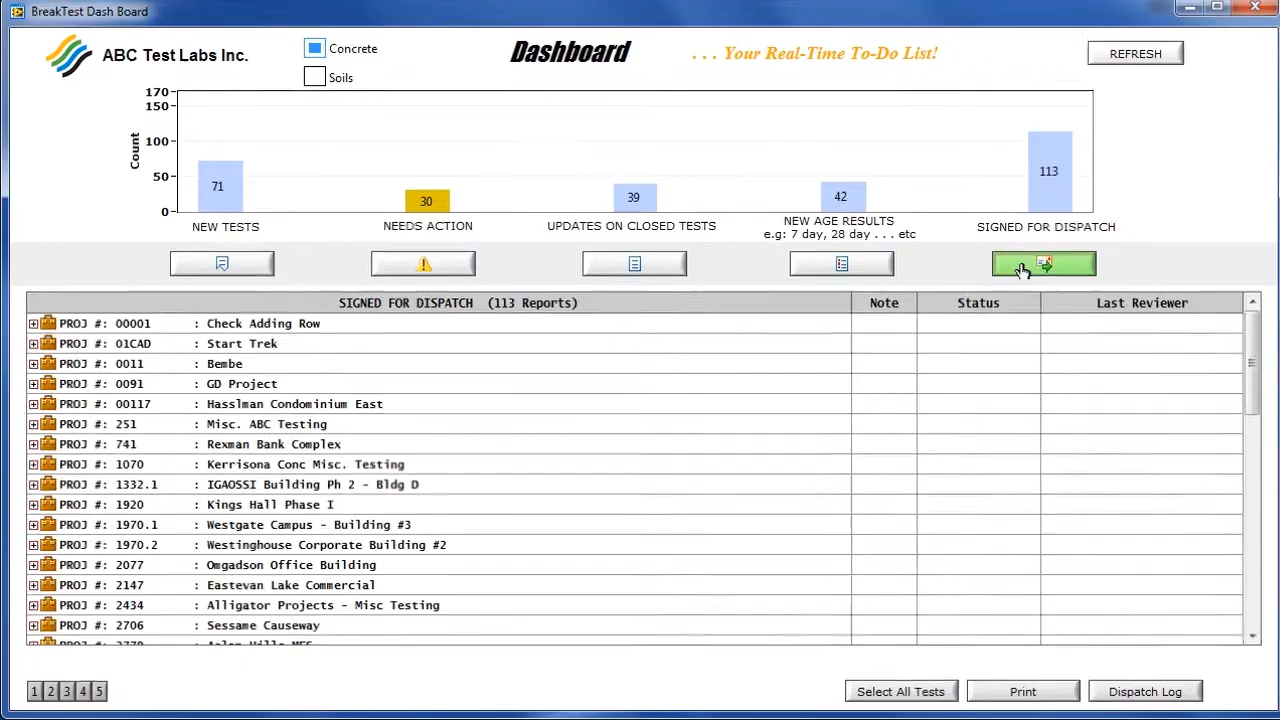 BreakTest Dash Board
ABC Test Labs Inc.
Concrete
Soils
Dashboard
. . . Your Real-Time To-Do List!
REFRESH
170
150
100
50
0
Count
71
30
39
42
113
NEW TESTS
NEEDS ACTION
UPDATES ON CLOSED TESTS
NEW AGE RESULTS
e.g: 7 day, 28 day . . . etc
SIGNED FOR DISPATCH
SIGNED FOR DISPATCH (113 Reports) Note Status Last Reviewer
PROJ #: 00001 : Check Adding Row
PROJ #: 01CAD : Start Trek
PROJ #: 0011 : Bembe
PROJ #: 0091 : GD Project
PROJ #: 00117 : Hasslman Condominium East
PROJ #: 251 : Misc. ABC Testing
PROJ #: 741 : Rexman Bank Complex
PROJ #: 1070 : Kerrisona Conc Misc. Testing
PROJ #: 1332.1 : IGAOSSI Building Ph 2 - Bldg D
PROJ #: 1920 : Kings Hall Phase I
PROJ #: 1970.1 : Westgate Campus - Building #3
PROJ #: 1970.2 : Westinghouse Corporate Building #2
PROJ #: 2077 : Omgadson Office Building
PROJ #: 2147 : Eastevan Lake Commercial
PROJ #: 2434 : Alligator Projects - Misc Testing
PROJ #: 2706 : Sessame Causeway
PROJ #:
1 2 3 4 5
Select All Tests
Print
Dispatch Log